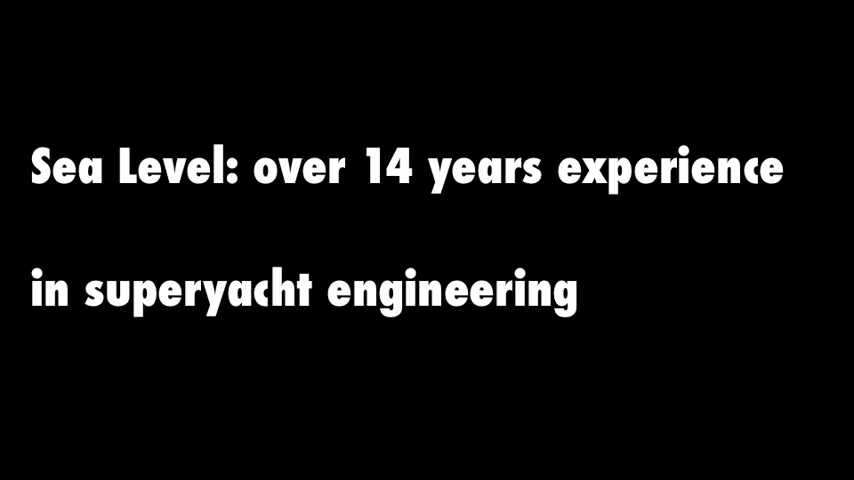 Sea Level: over 14 years experience
in superyacht engineering